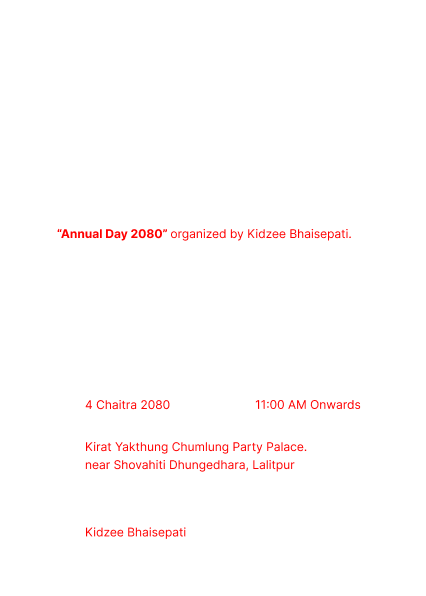 “Annual Day 2080” organized by Kidzee Bhaisepati.
4 Chaitra 2080 11:00 AM Onwards
Kirat Yakthung Chumlung Party Palace.
near Shovahiti Dhungedhara, Lalitpur
Kidzee Bhaisepati